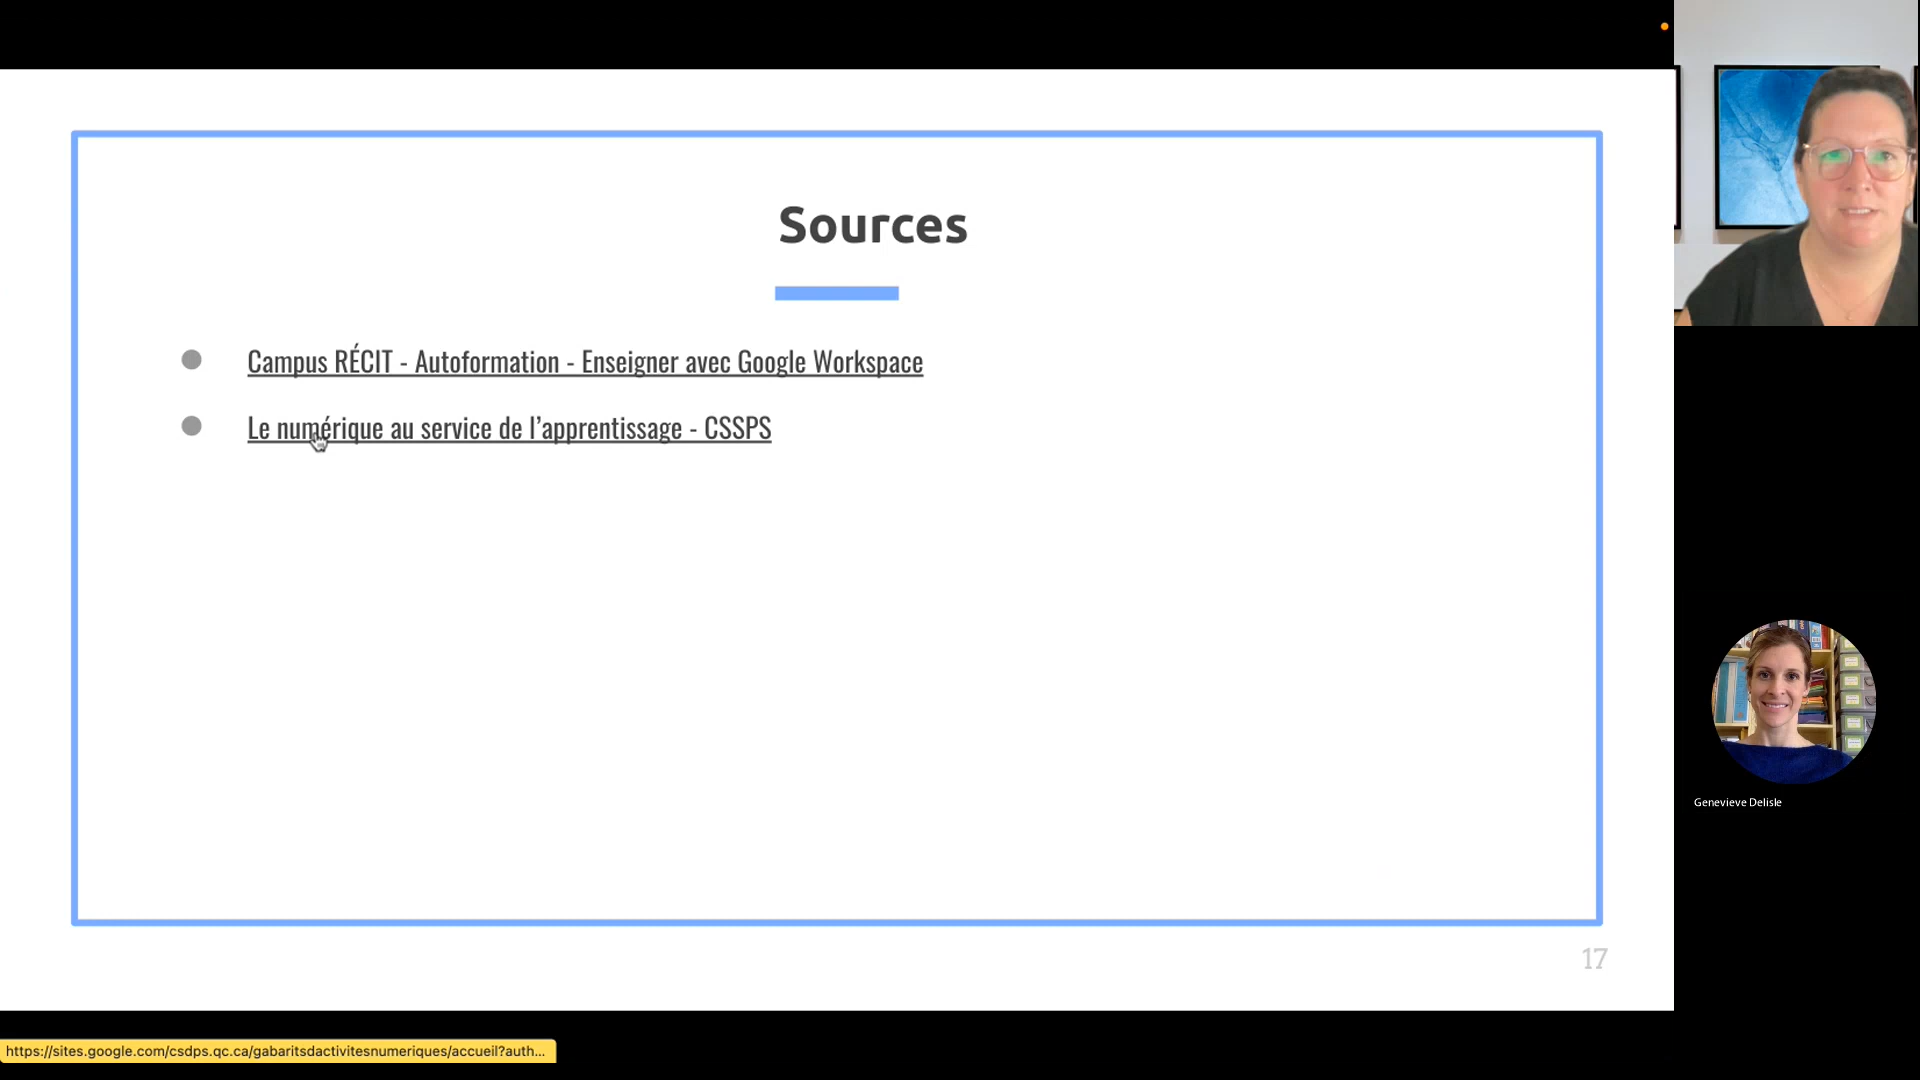 Sources
Campus RÉCIT - Autoformation - Enseigner avec Google Workspace
Le numérique au service de l’apprentissage - CSSPS
17
Genevieve Delisle
https://sites.google.com/csdps.qc.ca/gabaritsdactivitesnumeriques/accueil?auth...